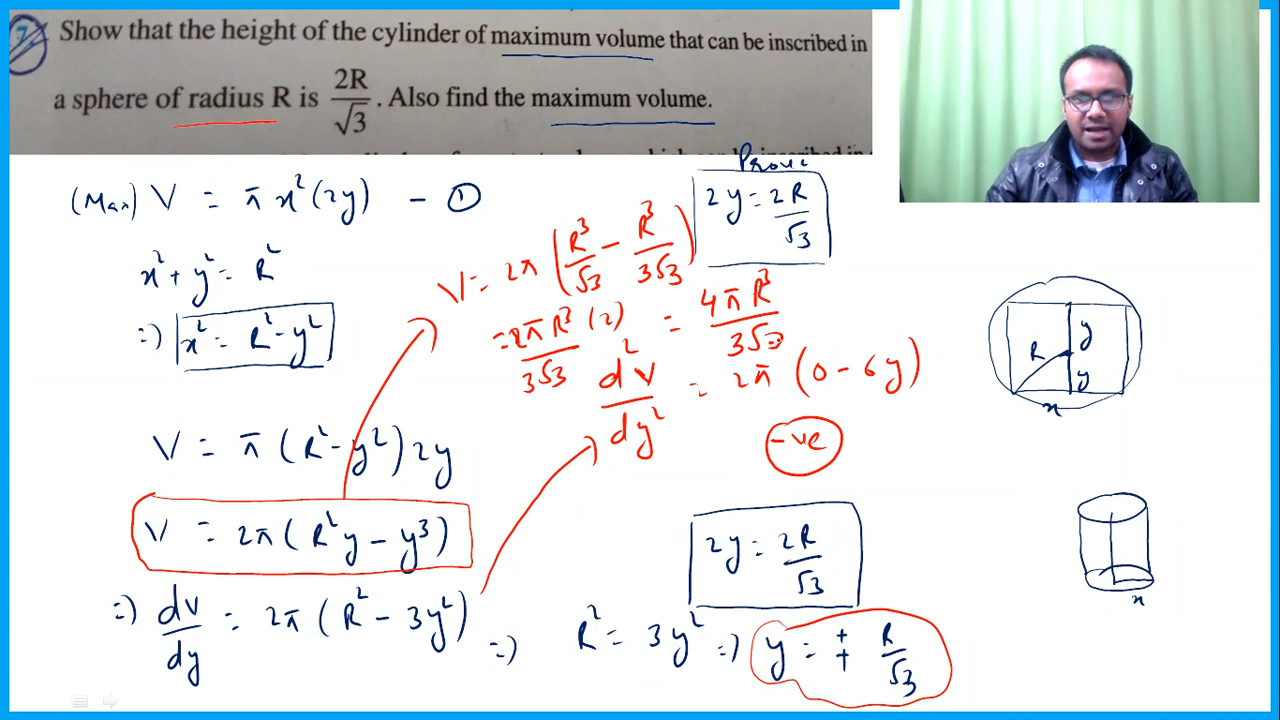 7.
Show that the height of the cylinder of maximum volume that can be inscribed in
a sphere of radius R is 2R/√3. Also find the maximum volume.
Prove
2y = 2R/√3
(Max) V = π x²(2y) — ①
x² + y² = R²
=) x² = R² - y²
V = 2π (R³/√3 - R³/3√3)
= 2πR³/3√3 (2) = 4πR³/3√3
d²V/dy² = 2π (0 - 6y)
-ve
V = π (R² - y²) 2y
V = 2π (R²y - y³)
=) dV/dy = 2π (R² - 3y²)
=) R² = 3y² =) y = ± R/√3
2y = 2R/√3
R
y
y
x
x